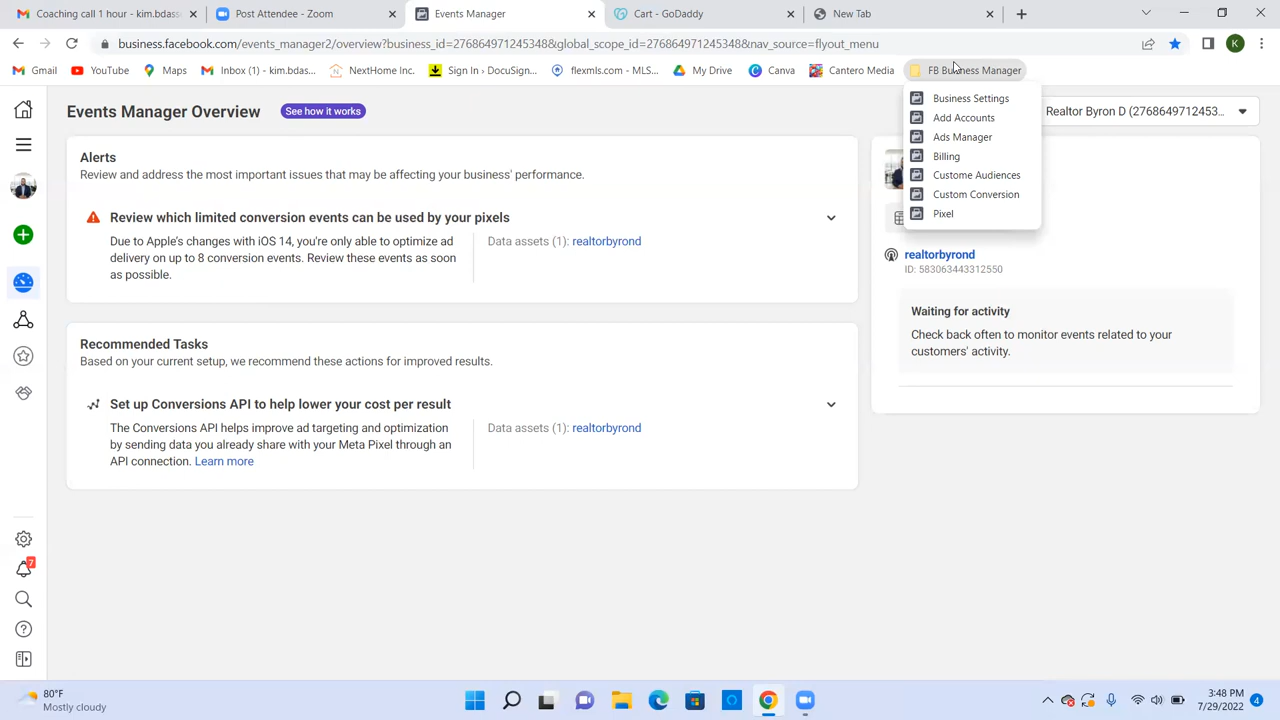 Coaching call 1 hour - kim.bdass
Post Attendee - Zoom
Events Manager
Cart - GoDaddy
New Tab
business.facebook.com/events_manager2/overview?business_id=276864971245348&global_scope_id=276864971245348&nav_source=flyout_menu
K
Gmail
YouTube
Maps
Inbox (1) - kim.bdas...
NextHome Inc.
Sign In › DocuSign...
flexmls.com - MLS...
My Drive
Canva
Cantero Media
FB Business Manager
Business Settings
Add Accounts
Ads Manager
Billing
Custome Audiences
Custom Conversion
Pixel
Events Manager Overview
See how it works
Realtor Byron D (2768649712453...
Alerts
Review and address the most important issues that may be affecting your business' performance.
Review which limited conversion events can be used by your pixels
Due to Apple's changes with iOS 14, you're only able to optimize ad
delivery on up to 8 conversion events. Review these events as soon
as possible.
Data assets (1): realtorbyrond
Recommended Tasks
Based on your current setup, we recommend these actions for improved results.
Set up Conversions API to help lower your cost per result
The Conversions API helps improve ad targeting and optimization
by sending data you already share with your Meta Pixel through an
API connection. Learn more
Data assets (1): realtorbyrond
realtorbyrond
ID: 583063443312550
Waiting for activity
Check back often to monitor events related to your
customers' activity.
7
80°F
Mostly cloudy
3:48 PM
7/29/2022
4